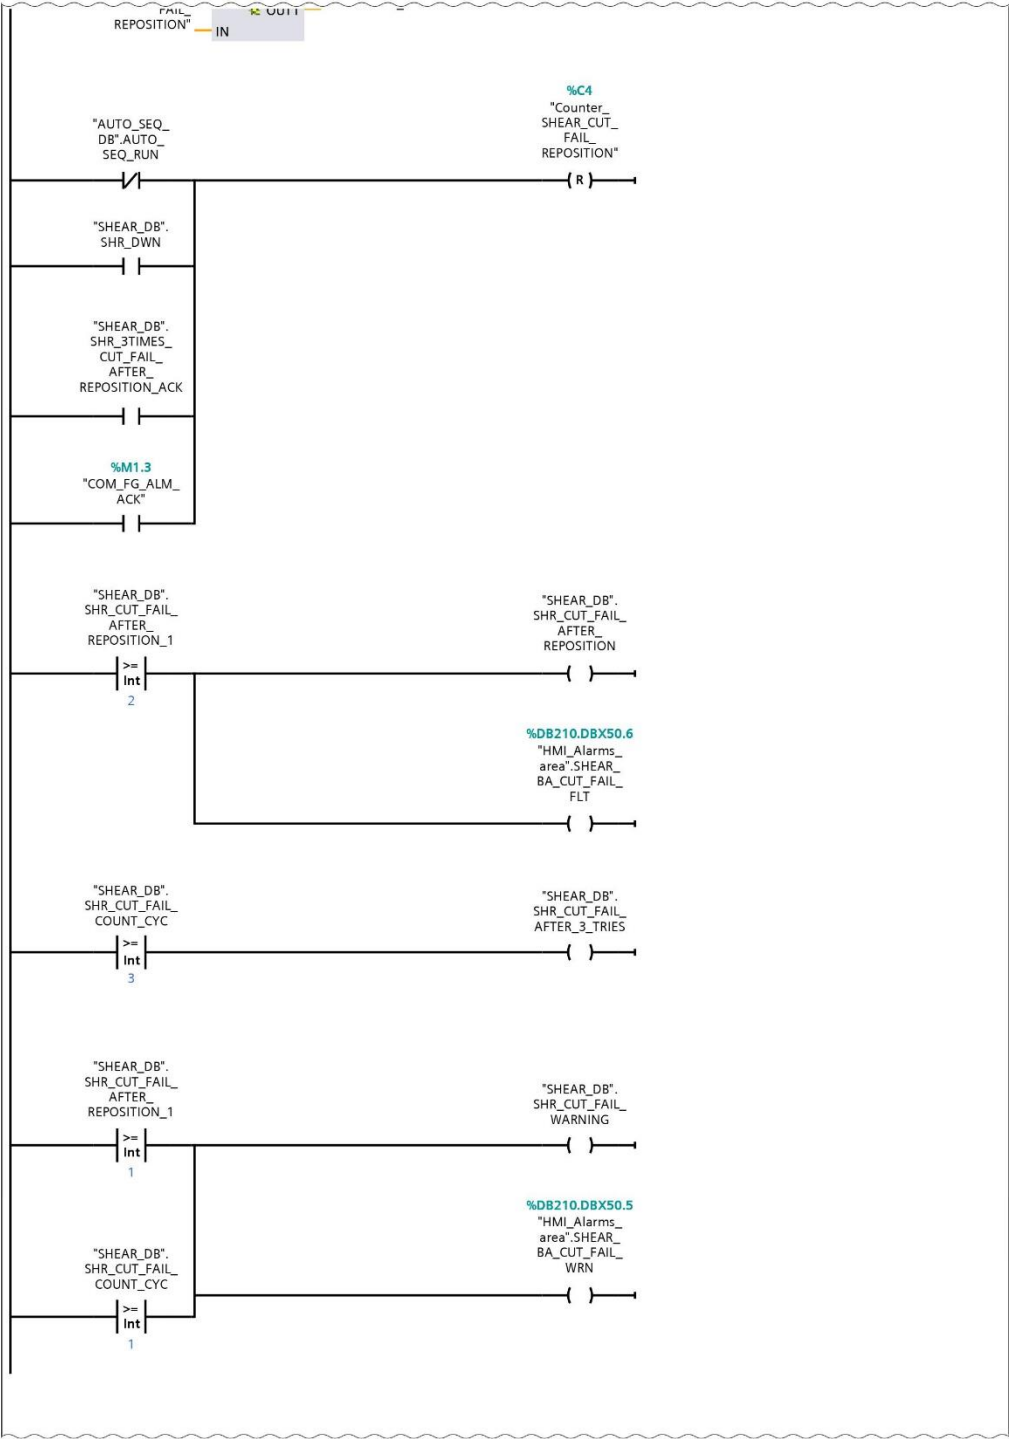 REPOSITION"
IN
%C4
"Counter_
SHEAR_CUT_
FAIL_
REPOSITION"
"AUTO_SEQ_
DB".AUTO_
SEQ_RUN
R
"SHEAR_DB".
SHR_DWN
"SHEAR_DB".
SHR_3TIMES_
CUT_FAIL_
AFTER_
REPOSITION_ACK
%M1.3
"COM_FG_ALM_
ACK"
"SHEAR_DB".
SHR_CUT_FAIL_
AFTER_
REPOSITION_1
>=
Int
2
"SHEAR_DB".
SHR_CUT_FAIL_
AFTER_
REPOSITION
%DB210.DBX50.6
"HMI_Alarms_
area".SHEAR_
BA_CUT_FAIL_
FLT
"SHEAR_DB".
SHR_CUT_FAIL_
COUNT_CYC
>=
Int
3
"SHEAR_DB".
SHR_CUT_FAIL_
AFTER_3_TRIES
"SHEAR_DB".
SHR_CUT_FAIL_
AFTER_
REPOSITION_1
>=
Int
1
"SHEAR_DB".
SHR_CUT_FAIL_
WARNING
%DB210.DBX50.5
"HMI_Alarms_
area".SHEAR_
BA_CUT_FAIL_
WRN
"SHEAR_DB".
SHR_CUT_FAIL_
COUNT_CYC
>=
Int
1